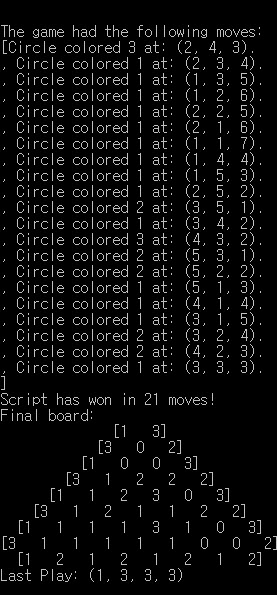 The game had the following moves:
[Circle colored 3 at: (2, 4, 3).
, Circle colored 1 at: (2, 3, 4).
, Circle colored 1 at: (1, 3, 5).
, Circle colored 1 at: (1, 2, 6).
, Circle colored 1 at: (2, 2, 5).
, Circle colored 1 at: (2, 1, 6).
, Circle colored 1 at: (1, 1, 7).
, Circle colored 1 at: (1, 4, 4).
, Circle colored 1 at: (1, 5, 3).
, Circle colored 1 at: (2, 5, 2).
, Circle colored 2 at: (3, 5, 1).
, Circle colored 1 at: (3, 4, 2).
, Circle colored 3 at: (4, 3, 2).
, Circle colored 2 at: (5, 3, 1).
, Circle colored 2 at: (5, 2, 2).
, Circle colored 1 at: (5, 1, 3).
, Circle colored 1 at: (4, 1, 4).
, Circle colored 1 at: (3, 1, 5).
, Circle colored 2 at: (3, 2, 4).
, Circle colored 2 at: (4, 2, 3).
, Circle colored 1 at: (3, 3, 3).
]
Script has won in 21 moves!
Final board:
[1 3]
[3 0 2]
[1 0 0 3]
[3 1 2 2 2]
[1 1 2 3 0 3]
[3 1 2 1 1 2 2]
[1 1 1 1 3 1 0 3]
[3 1 1 1 1 1 0 0 2]
[1 2 1 2 1 2 1 2]
Last Play: (1, 3, 3, 3)